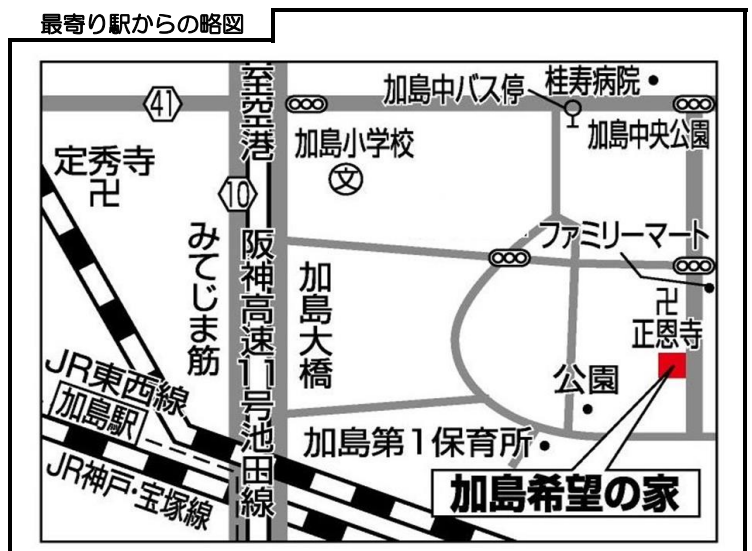 最寄り駅からの略図
至空港
41
加島中バス停
桂寿病院
加島中央公園
定秀寺
加島小学校
文
10
みてじま筋
阪神高速11号池田線
加島大橋
ファミリーマート
正恩寺
公園
JR東西線
加島駅
JR神戸・宝塚線
加島第1保育所
加島希望の家